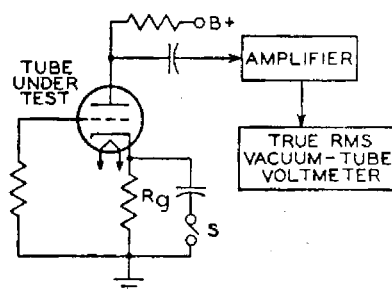 B+
TUBE
UNDER
TEST
AMPLIFIER
TRUE RMS
VACUUM-TUBE
VOLTMETER
Rg
S